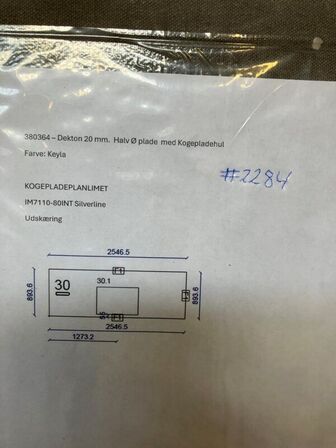 380364 – Dekton 20 mm. Halv Ø plade med Kogepladehul
Farve: Keyla
#2284
KOGEPLADEPLANLIMET
IM7110-80INT Silverline
Udskæring
2546.5
30
30.1
893.6
893.6
2546.5
1273.2